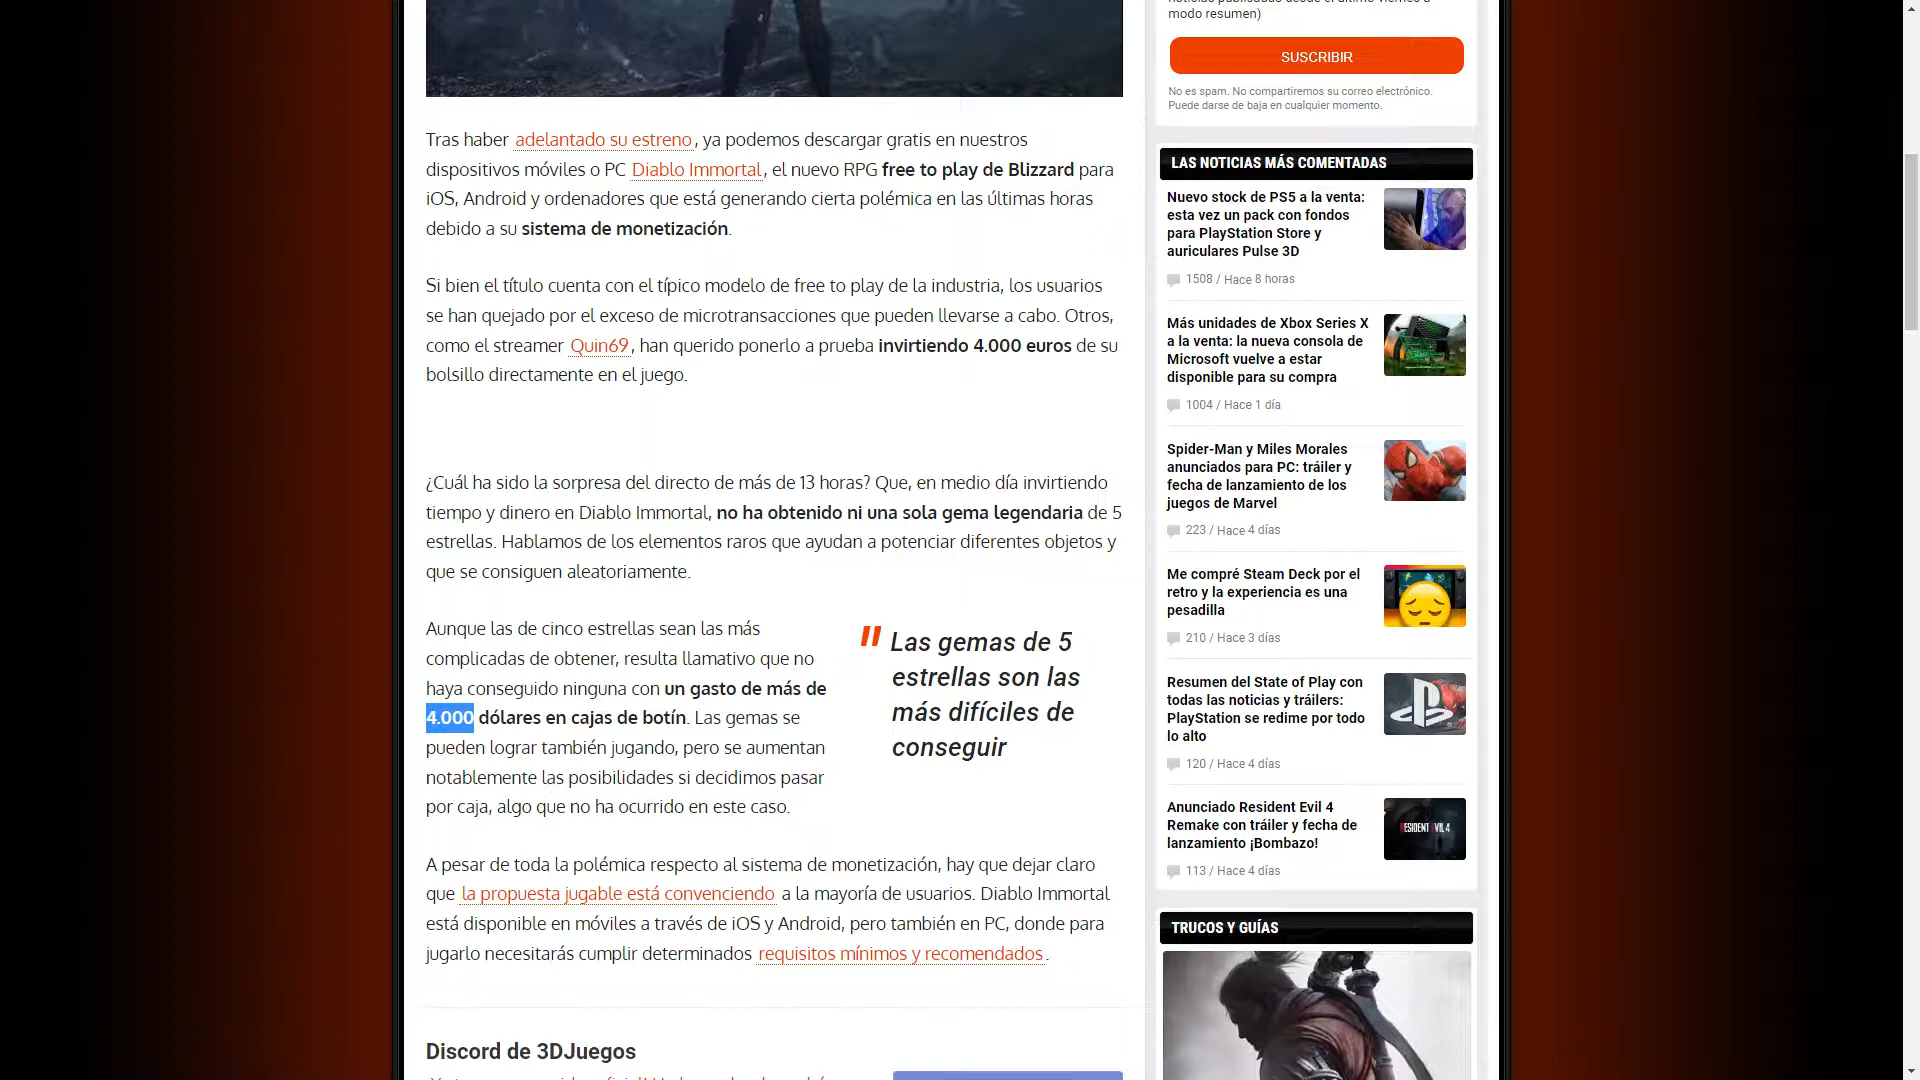 modo resumen)
SUSCRIBIR
No es spam. No compartiremos su correo electrónico.
Puede darse de baja en cualquier momento.
Tras haber adelantado su estreno, ya podemos descargar gratis en nuestros
dispositivos móviles o PC Diablo Immortal, el nuevo RPG free to play de Blizzard para
iOS, Android y ordenadores que está generando cierta polémica en las últimas horas
debido a su sistema de monetización.
Si bien el título cuenta con el típico modelo de free to play de la industria, los usuarios
se han quejado por el exceso de microtransacciones que pueden llevarse a cabo. Otros,
como el streamer Quin69, han querido ponerlo a prueba invirtiendo 4.000 euros de su
bolsillo directamente en el juego.
¿Cuál ha sido la sorpresa del directo de más de 13 horas? Que, en medio día invirtiendo
tiempo y dinero en Diablo Immortal, no ha obtenido ni una sola gema legendaria de 5
estrellas. Hablamos de los elementos raros que ayudan a potenciar diferentes objetos y
que se consiguen aleatoriamente.
Aunque las de cinco estrellas sean las más
complicadas de obtener, resulta llamativo que no
haya conseguido ninguna con un gasto de más de
4.000 dólares en cajas de botín. Las gemas se
pueden lograr también jugando, pero se aumentan
notablemente las posibilidades si decidimos pasar
por caja, algo que no ha ocurrido en este caso.
" Las gemas de 5
estrellas son las
más difíciles de
conseguir
A pesar de toda la polémica respecto al sistema de monetización, hay que dejar claro
que la propuesta jugable está convenciendo a la mayoría de usuarios. Diablo Immortal
está disponible en móviles a través de iOS y Android, pero también en PC, donde para
jugarlo necesitarás cumplir determinados requisitos mínimos y recomendados.
Discord de 3DJuegos
LAS NOTICIAS MÁS COMENTADAS
Nuevo stock de PS5 a la venta:
esta vez un pack con fondos
para PlayStation Store y
auriculares Pulse 3D
1508 / Hace 8 horas
Más unidades de Xbox Series X
a la venta: la nueva consola de
Microsoft vuelve a estar
disponible para su compra
1004 / Hace 1 día
Spider-Man y Miles Morales
anunciados para PC: tráiler y
fecha de lanzamiento de los
juegos de Marvel
223 / Hace 4 días
Me compré Steam Deck por el
retro y la experiencia es una
pesadilla
210 / Hace 3 días
Resumen del State of Play con
todas las noticias y tráilers:
PlayStation se redime por todo
lo alto
120 / Hace 4 días
Anunciado Resident Evil 4
Remake con tráiler y fecha de
lanzamiento ¡Bombazo!
RESIDENT EVIL 4
113 / Hace 4 días
TRUCOS Y GUÍAS